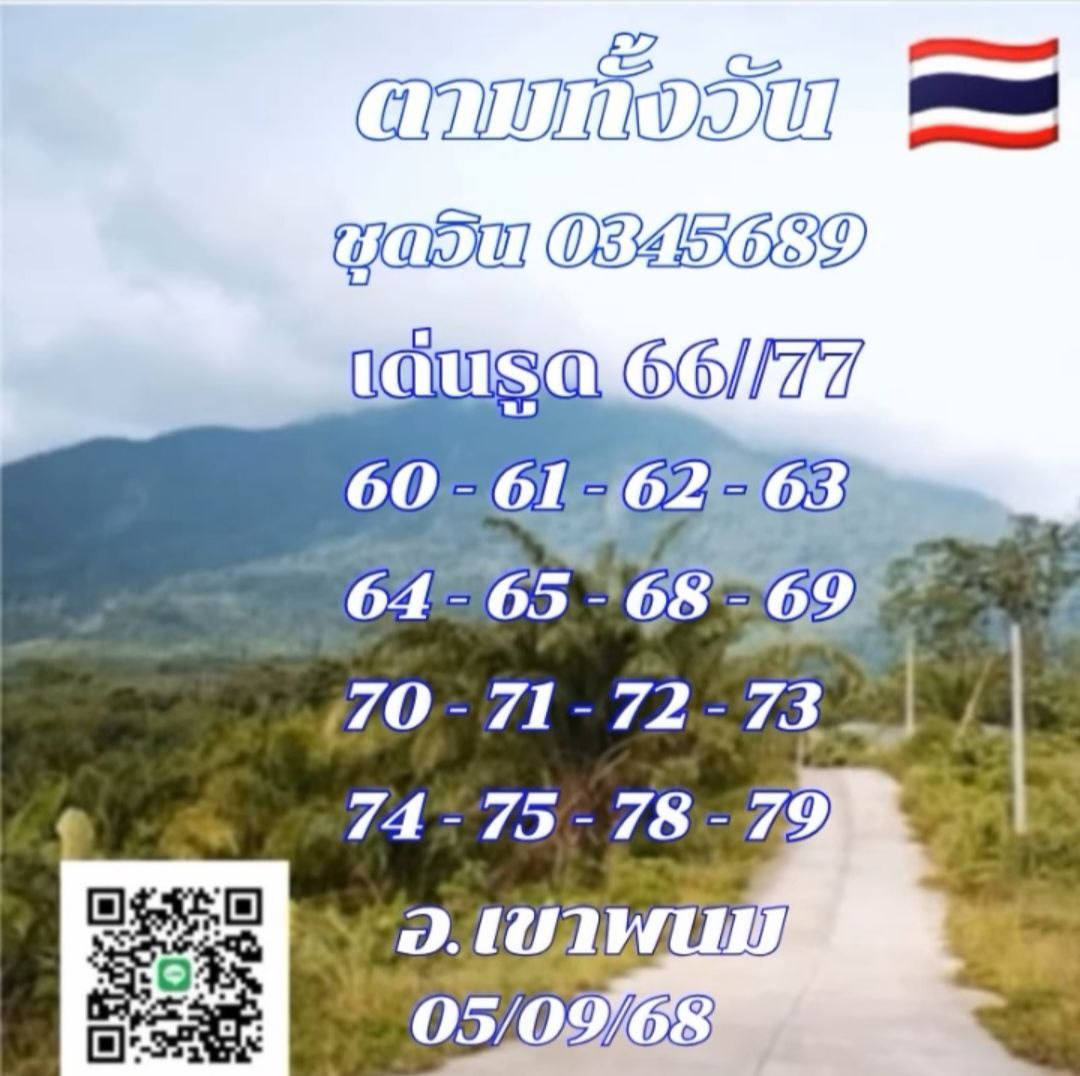 ตามทั้งวัน
ชุดวิน 0345689
เด่นรูด 66//77
60 - 61 - 62 - 63
64 - 65 - 68 - 69
70 - 71 - 72 - 73
74 - 75 - 78 - 79
อ.เขาพนม
05/09/68